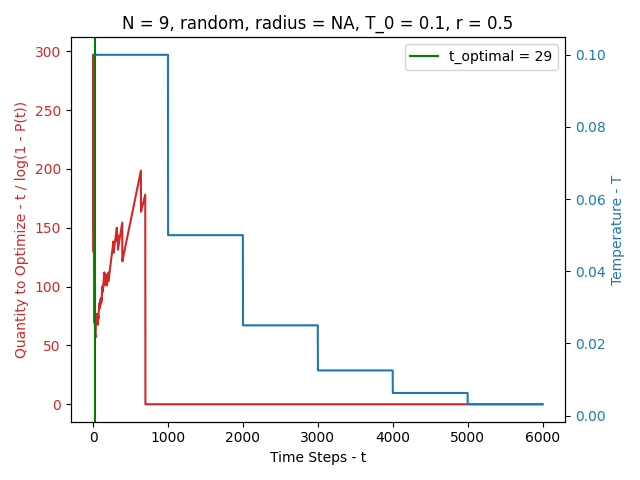 N = 9, random, radius = NA, T_0 = 0.1, r = 0.5
t_optimal = 29
Quantity to Optimize - t / log(1 - P(t))
300
250
200
150
100
50
0
0.10
0.08
0.06
0.04
0.02
0.00
Temperature - T
0 1000 2000 3000 4000 5000 6000
Time Steps - t